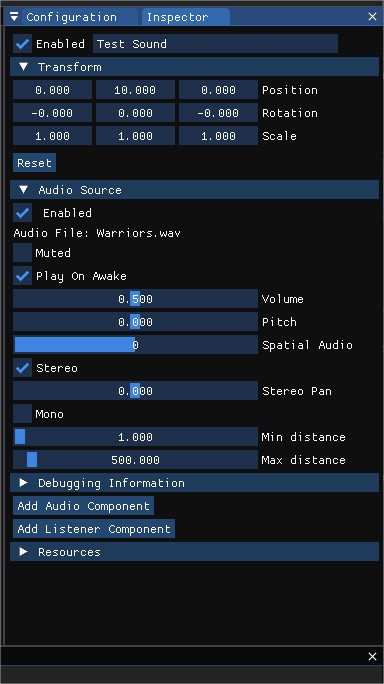 Configuration Inspector
Enabled Test Sound
Transform
0.000 10.000 0.000 Position
-0.000 0.000 -0.000 Rotation
1.000 1.000 1.000 Scale
Reset
Audio Source
Enabled
Audio File: Warriors.wav
Muted
Play On Awake
0.500 Volume
0.000 Pitch
0 Spatial Audio
Stereo
0.000 Stereo Pan
Mono
1.000 Min distance
500.000 Max distance
Debugging Information
Add Audio Component
Add Listener Component
Resources